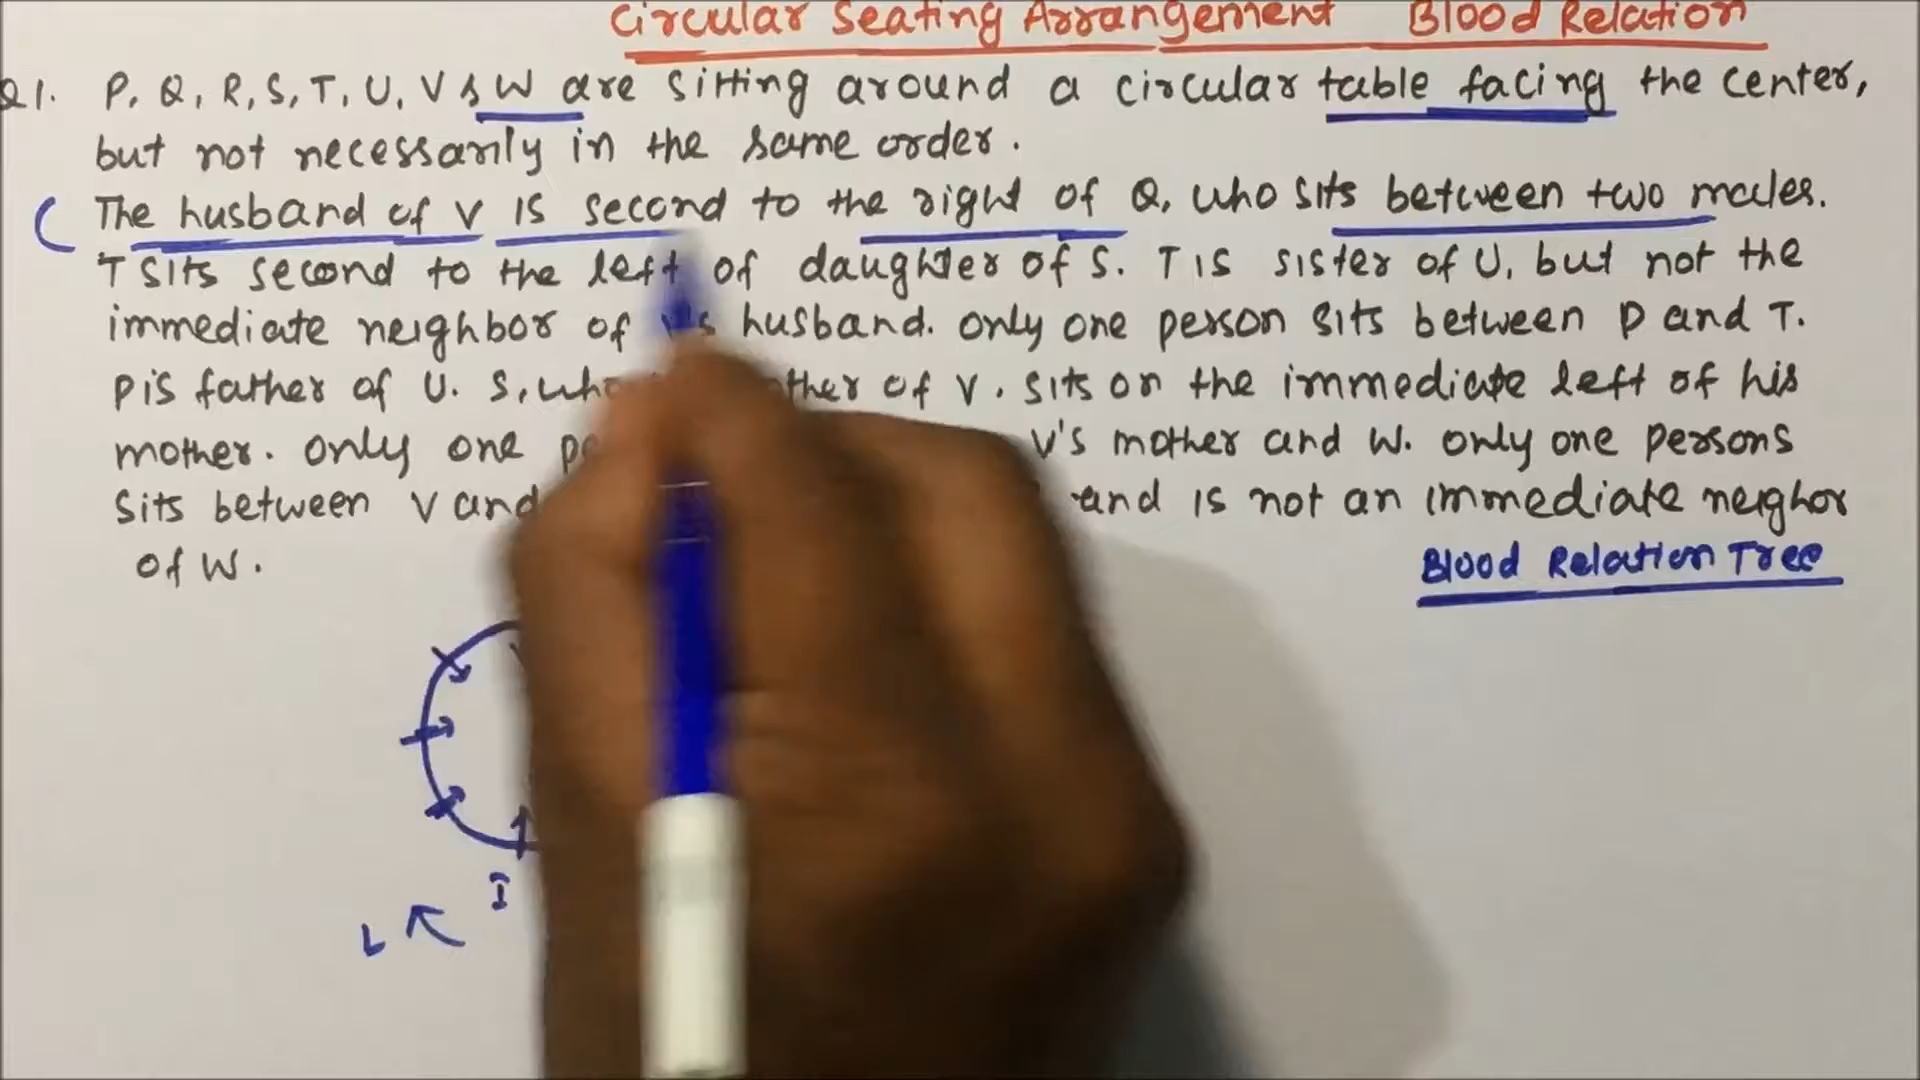 Circular Seating Arrangement Blood Relation
Q1. P, Q, R, S, T, U, V & W are sitting around a circular table facing the center,
but not necessarily in the same order.
The husband of V is second to the right of Q, who sits between two males.
T sits second to the left of daughter of S. T is sister of U, but not the
immediate neighbor of husband. only one person sits between P and T.
P is father of U. S, of V. sits on the immediate left of his
mother. only one V's mother and W. only one persons
sits between V and and is not an immediate neighor
of W.
Blood Relation Tree
I
L